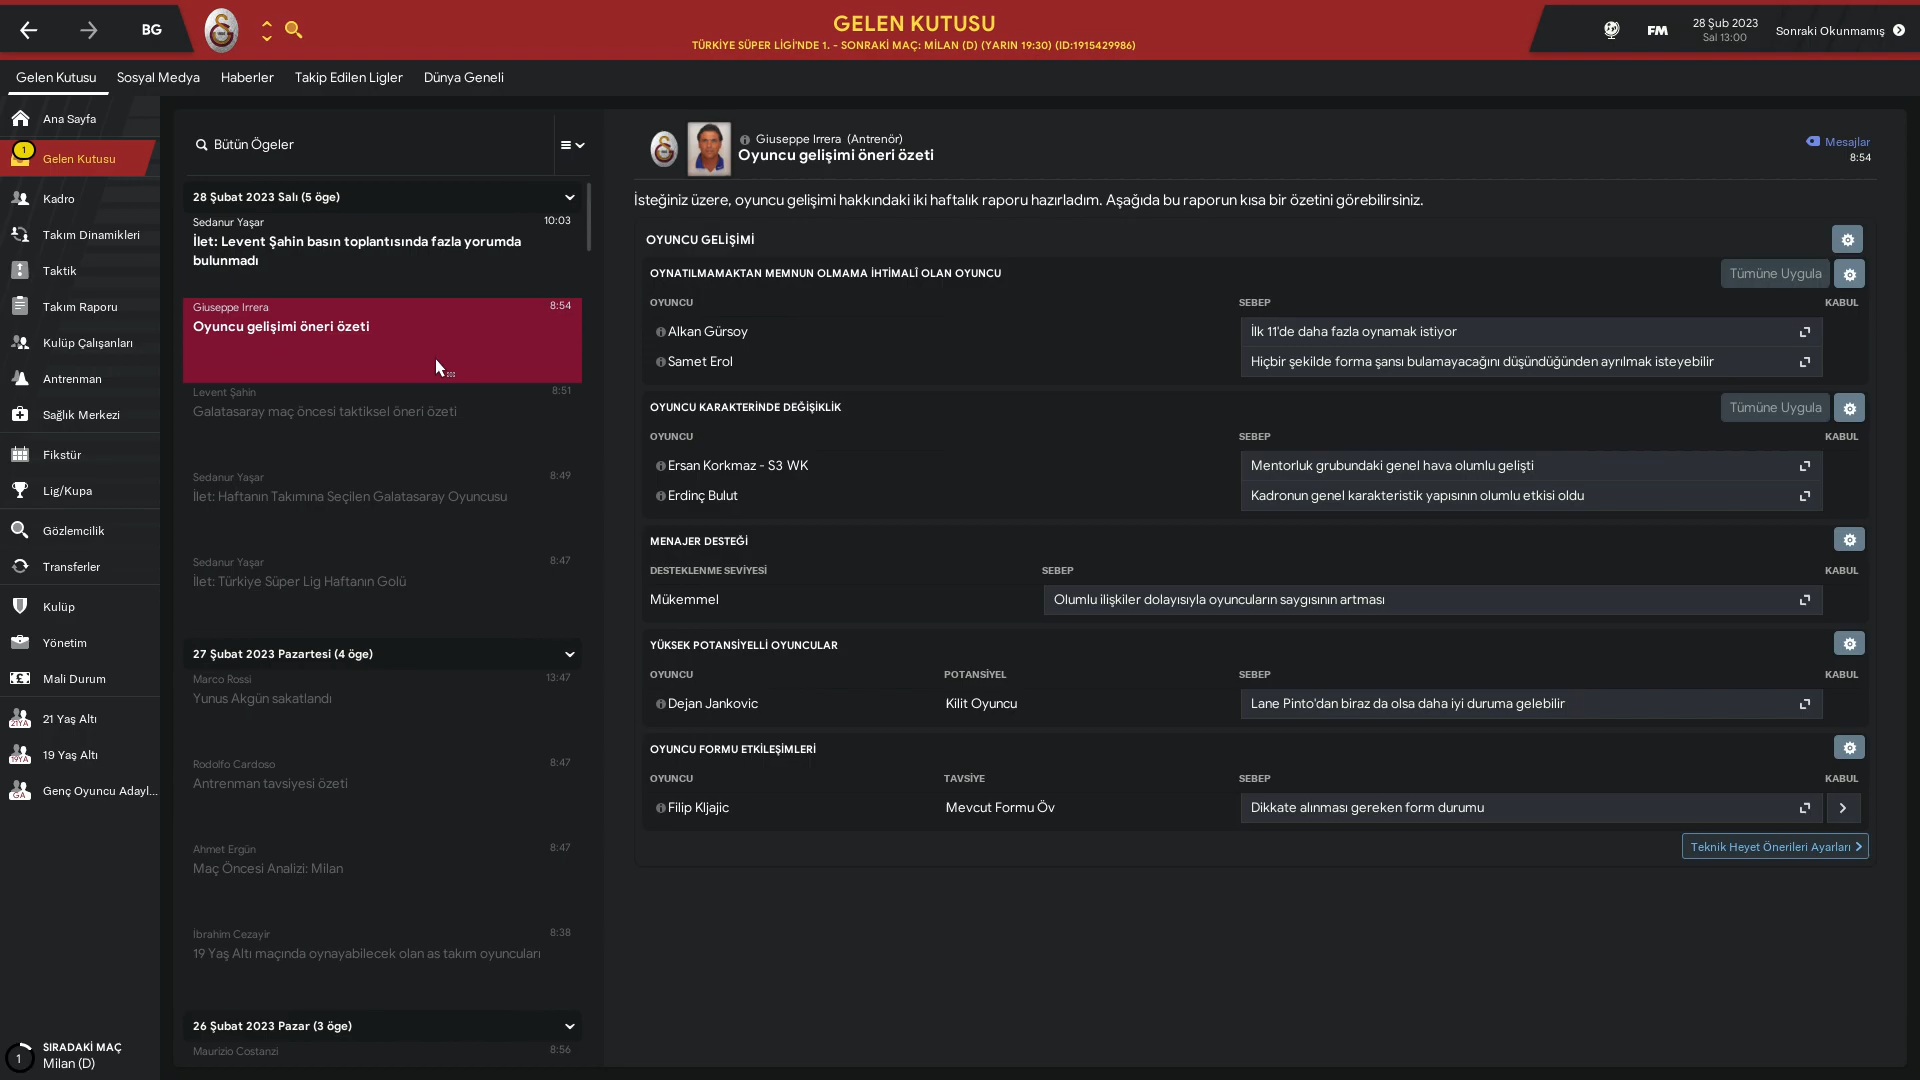 BG
GELEN KUTUSU
TÜRKİYE SÜPER LİGİ'NDE 1. - SONRAKİ MAÇ: MİLAN (D) (YARIN 19:30) (ID:1915429986)
FM
28 Şub 2023
Sal 13:00
Sonraki Okunmamış
Gelen Kutusu
Sosyal Medya
Haberler
Takip Edilen Ligler
Dünya Geneli
Ana Sayfa
1
Gelen Kutusu
Kadro
Takım Dinamikleri
Taktik
Takım Raporu
Kulüp Çalışanları
Antrenman
Sağlık Merkezi
Fikstür
Lig/Kupa
Gözlemcilik
Transferler
Kulüp
Yönetim
Mali Durum
21YA
21 Yaş Altı
19YA
19 Yaş Altı
GA
Genç Oyuncu Adayl...
1
SIRADAKİ MAÇ
Milan (D)
Bütün Ögeler
28 Şubat 2023 Salı (5 öge)
Sedanur Yaşar 10:03
İlet: Levent Şahin basın toplantısında fazla yorumda
bulunmadı
Giuseppe Irrera 8:54
Oyuncu gelişimi öneri özeti
Levent Şahin 8:51
Galatasaray maç öncesi taktiksel öneri özeti
Sedanur Yaşar 8:49
İlet: Haftanın Takımına Seçilen Galatasaray Oyuncusu
Sedanur Yaşar 8:47
İlet: Türkiye Süper Lig Haftanın Golü
27 Şubat 2023 Pazartesi (4 öge)
Marco Rossi 13:47
Yunus Akgün sakatlandı
Rodolfo Cardoso 8:47
Antrenman tavsiyesi özeti
Ahmet Ergün 8:47
Maç Öncesi Analizi: Milan
İbrahim Cezayir 8:38
19 Yaş Altı maçında oynayabilecek olan as takım oyuncuları
26 Şubat 2023 Pazar (3 öge)
Maurizio Costanzi 8:56
Giuseppe Irrera (Antrenör)
Oyuncu gelişimi öneri özeti
Mesajlar
8:54
İsteğiniz üzere, oyuncu gelişimi hakkındaki iki haftalık raporu hazırladım. Aşağıda bu raporun kısa bir özetini görebilirsiniz.
OYUNCU GELİŞİMİ
OYNATILMAMAKTAN MEMNUN OLMAMA İHTİMALİ OLAN OYUNCU
Tümüne Uygula
OYUNCU SEBEP KABUL
Alkan Gürsoy İlk 11'de daha fazla oynamak istiyor
Samet Erol Hiçbir şekilde forma şansı bulamayacağını düşündüğünden ayrılmak isteyebilir
OYUNCU KARAKTERİNDE DEĞİŞİKLİK
Tümüne Uygula
OYUNCU SEBEP KABUL
Ersan Korkmaz - S3 WK Mentorluk grubundaki genel hava olumlu gelişti
Erdinç Bulut Kadronun genel karakteristik yapısının olumlu etkisi oldu
MENAJER DESTEĞİ
DESTEKLENME SEVİYESİ SEBEP KABUL
Mükemmel Olumlu ilişkiler dolayısıyla oyuncuların saygısının artması
YÜKSEK POTANSİYELLİ OYUNCULAR
OYUNCU POTANSİYEL SEBEP KABUL
Dejan Jankovic Kilit Oyuncu Lane Pinto'dan biraz da olsa daha iyi duruma gelebilir
OYUNCU FORMU ETKİLEŞİMLERİ
OYUNCU TAVSİYE SEBEP KABUL
Filip Kljajic Mevcut Formu Öv Dikkate alınması gereken form durumu
Teknik Heyet Önerileri Ayarları